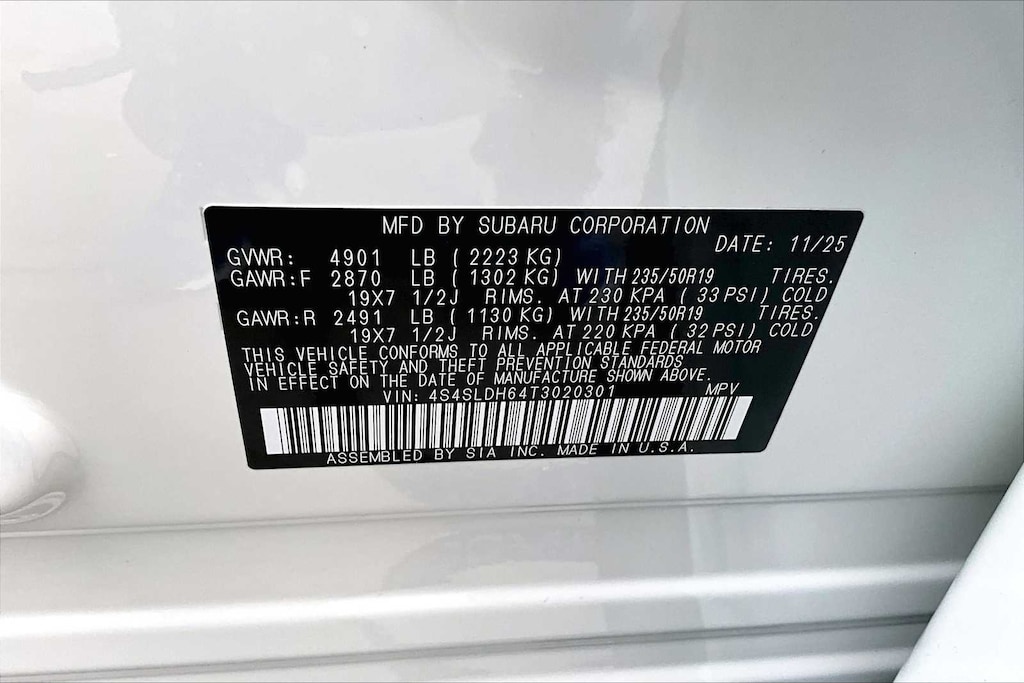 MFD BY SUBARU CORPORATION
DATE: 11/25
GVWR: 4901 LB ( 2223 KG)
GAWR:F 2870 LB ( 1302 KG) WITH 235/50R19 TIRES.
19X7 1/2J RIMS. AT 230 KPA ( 33 PSI) COLD
GAWR:R 2491 LB ( 1130 KG) WITH 235/50R19 TIRES.
19X7 1/2J RIMS. AT 220 KPA ( 32 PSI) COLD
THIS VEHICLE CONFORMS TO ALL APPLICABLE FEDERAL MOTOR
VEHICLE SAFETY AND THEFT PREVENTION STANDARDS
IN EFFECT ON THE DATE OF MANUFACTURE SHOWN ABOVE.
VIN: 4S4SLDH64T3020301 MPV
ASSEMBLED BY SIA INC. MADE IN U.S.A.